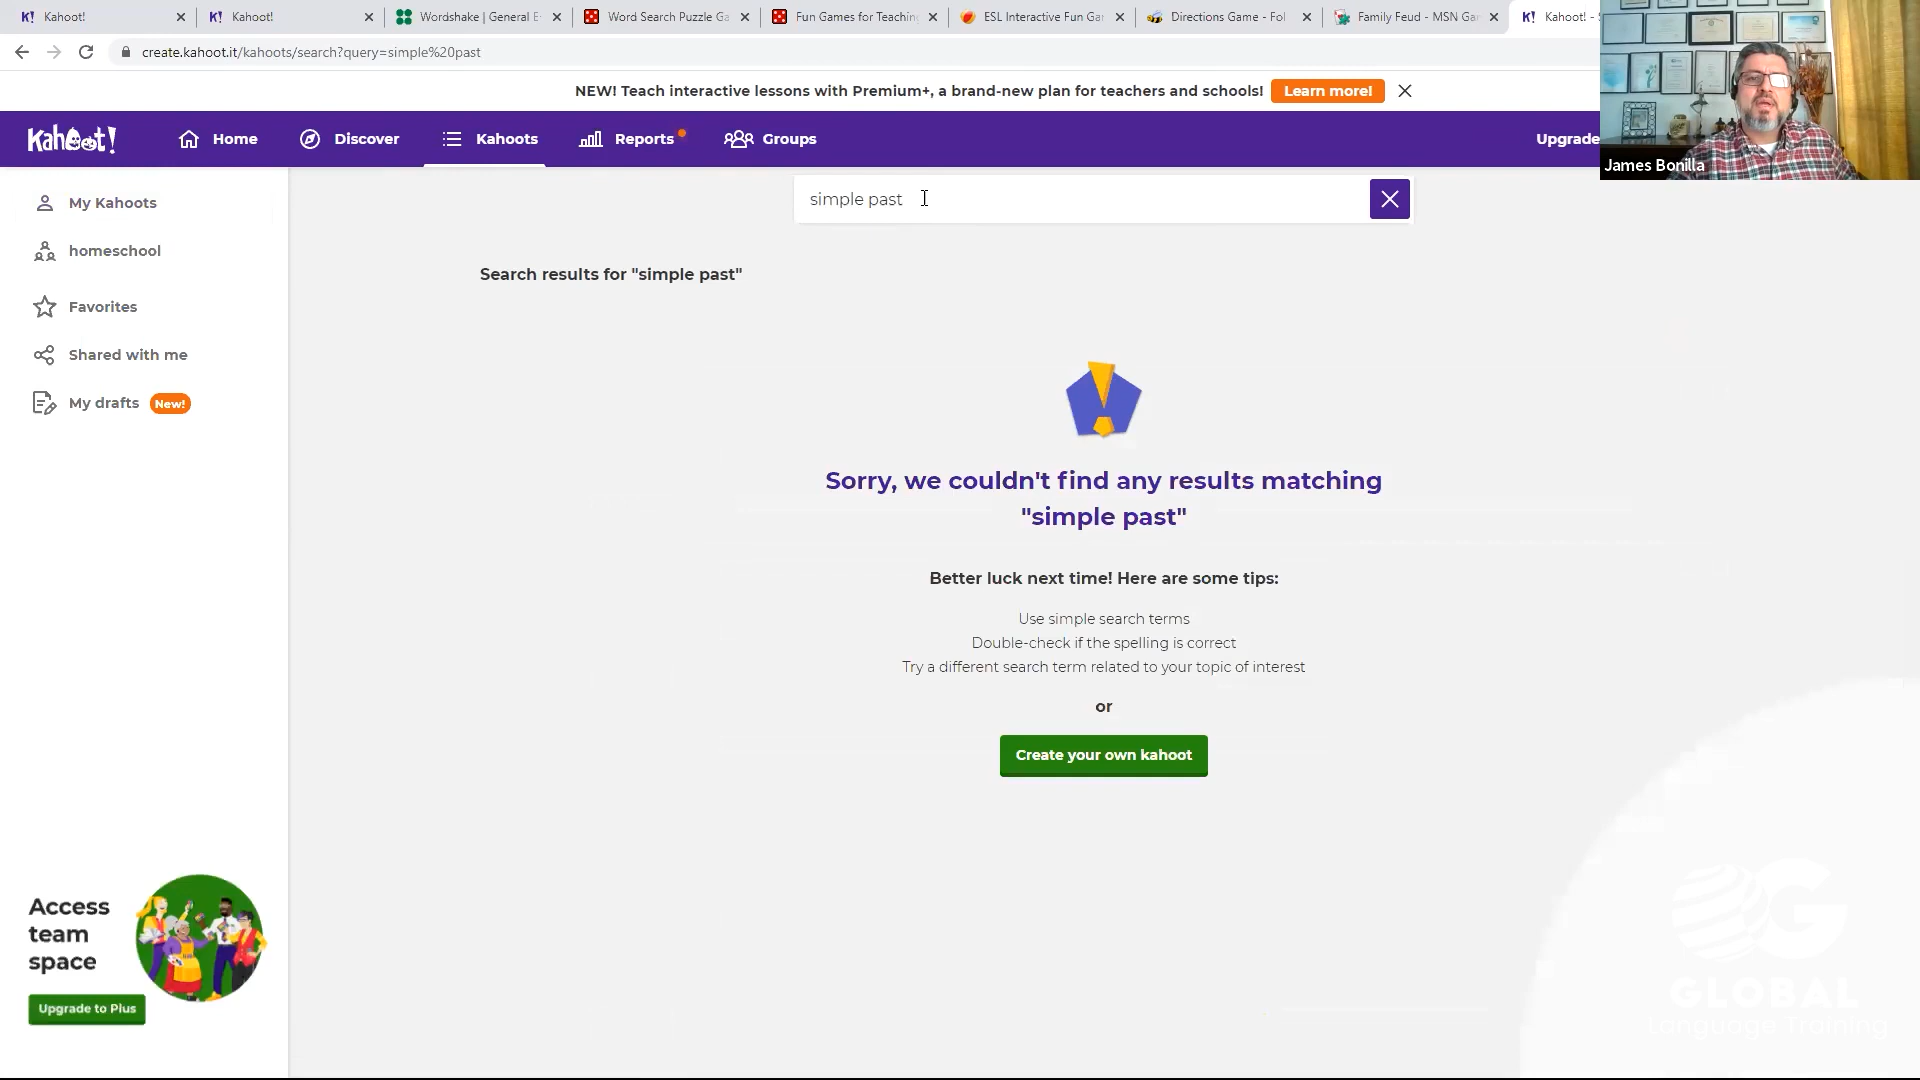 Kahoot!
Kahoot!
Wordshake | General E
Word Search Puzzle Ga
Fun Games for Teachin
ESL Interactive Fun Ga
Directions Game - Fol
Family Feud - MSN Ga
Kahoot! - S
create.kahoot.it/kahoots/search?query=simple%20past
NEW! Teach interactive lessons with Premium+, a brand-new plan for teachers and schools!
Learn more!
Kahoot!
Home
Discover
Kahoots
Reports
Groups
Upgrade
James Bonilla
simple past
My Kahoots
homeschool
Favorites
Shared with me
My drafts New!
Search results for "simple past"
Sorry, we couldn't find any results matching
"simple past"
Better luck next time! Here are some tips:
Use simple search terms
Double-check if the spelling is correct
Try a different search term related to your topic of interest
or
Create your own kahoot
Access
team
space
Upgrade to Plus
GLOBAL
Language Training